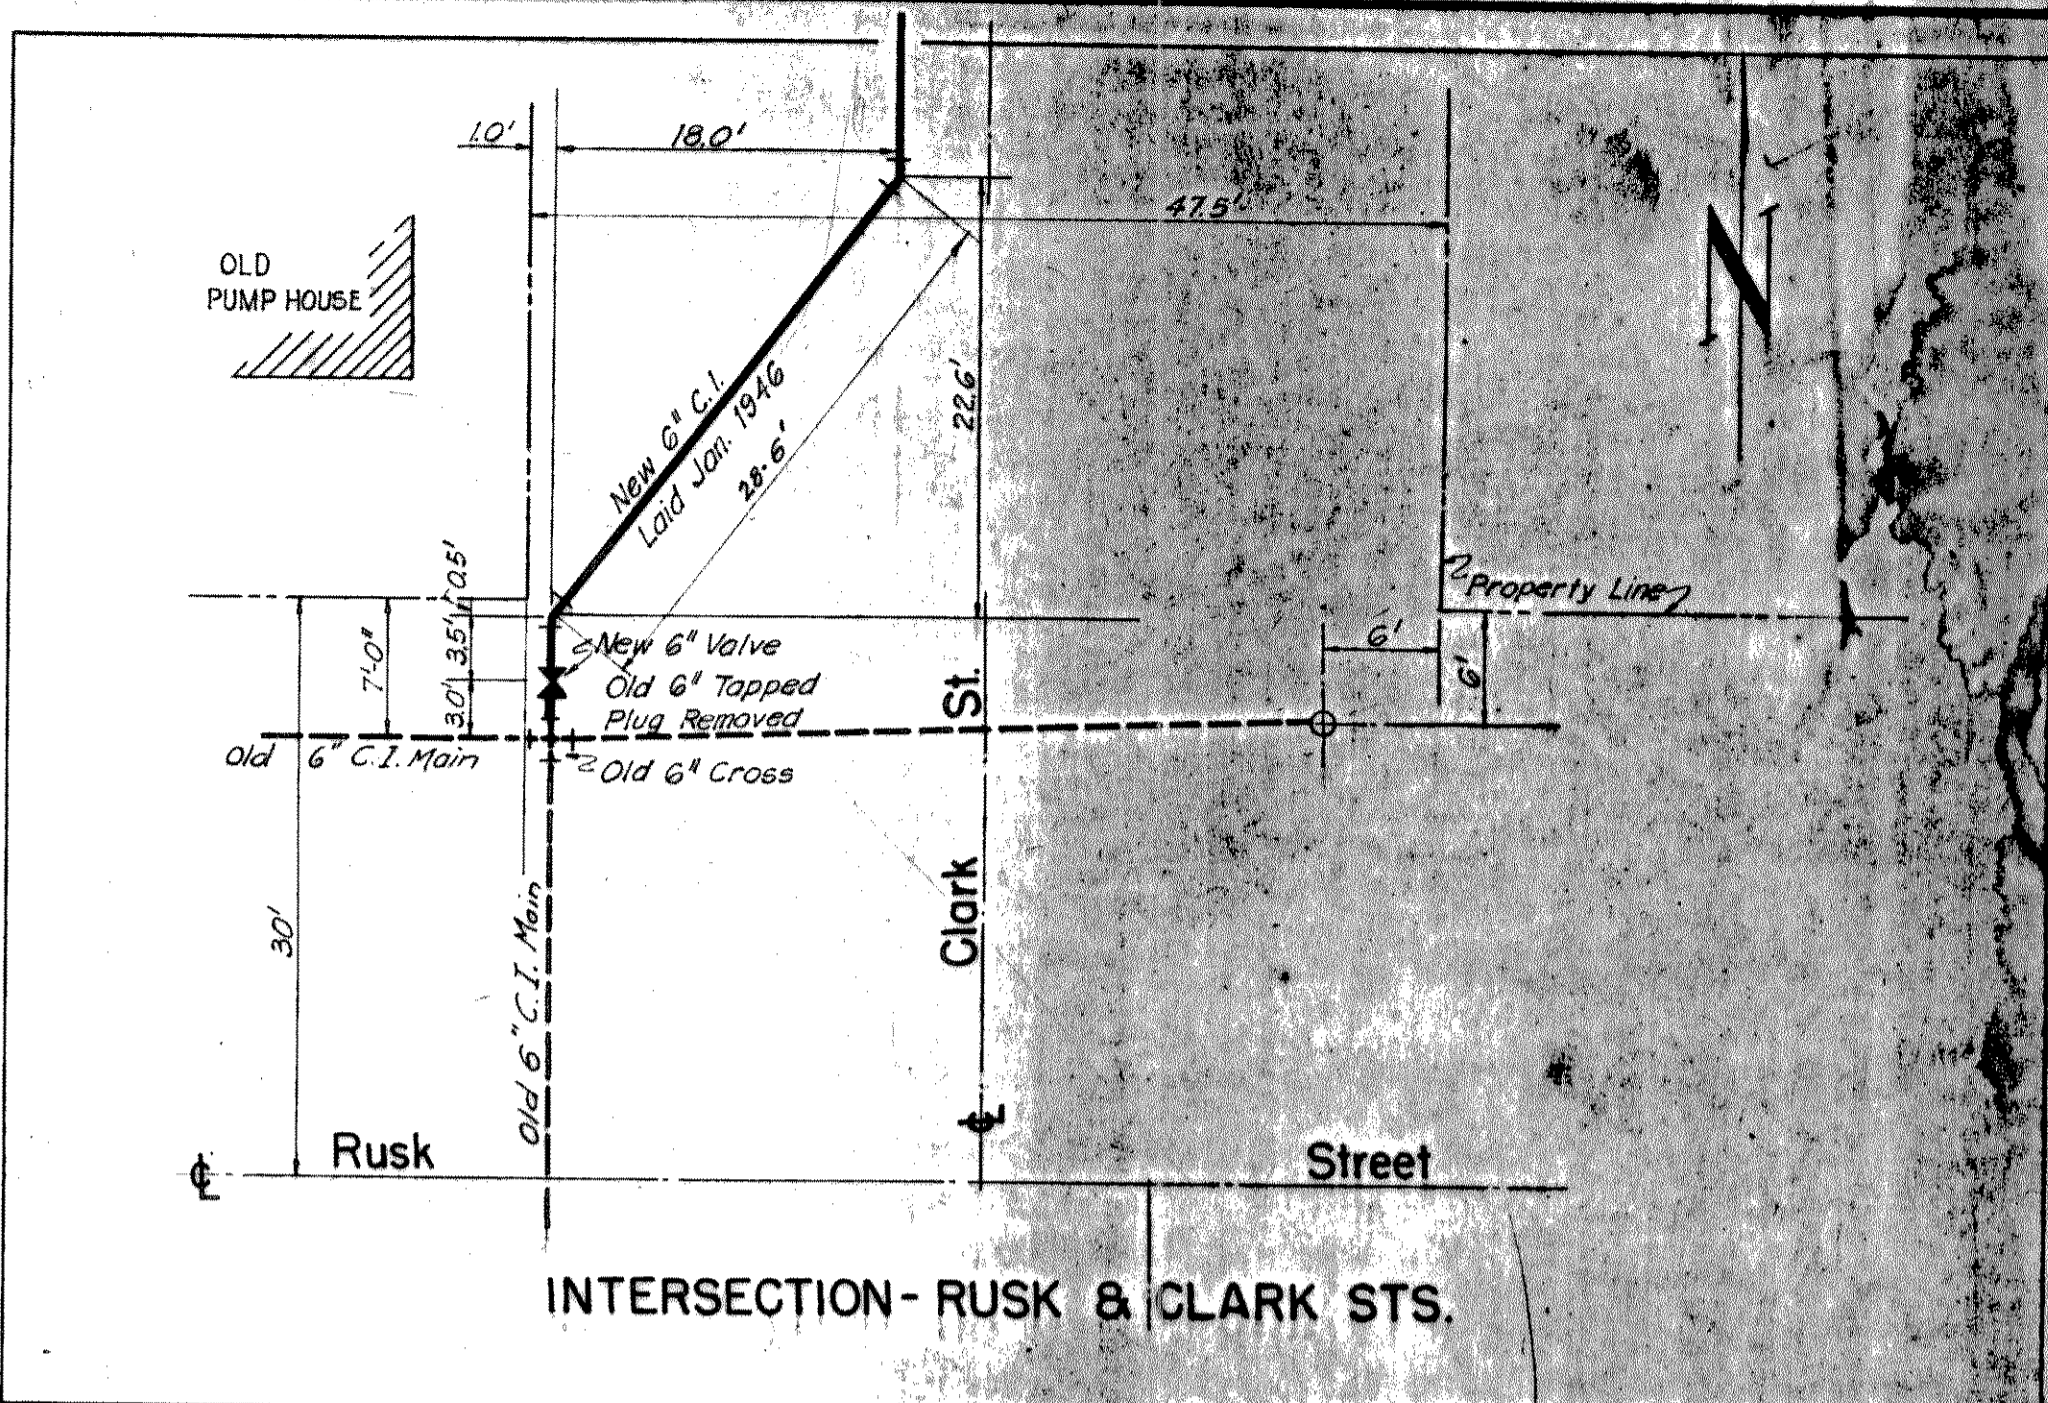 1.0'
18.0'
47.5'
N
OLD
PUMP HOUSE
New 6" C.I.
Laid Jan. 1946
28-6'
22.6'
0.5'
3.5'
3.0'
7'-0"
Property Line
6'
6'
New 6" Valve
Old 6" Tapped
Plug Removed
Old 6" C.I. Main
Old 6" Cross
Clark St.
30'
Old 6" C.I. Main
℄
Rusk Street
℄
INTERSECTION - RUSK & CLARK STS.